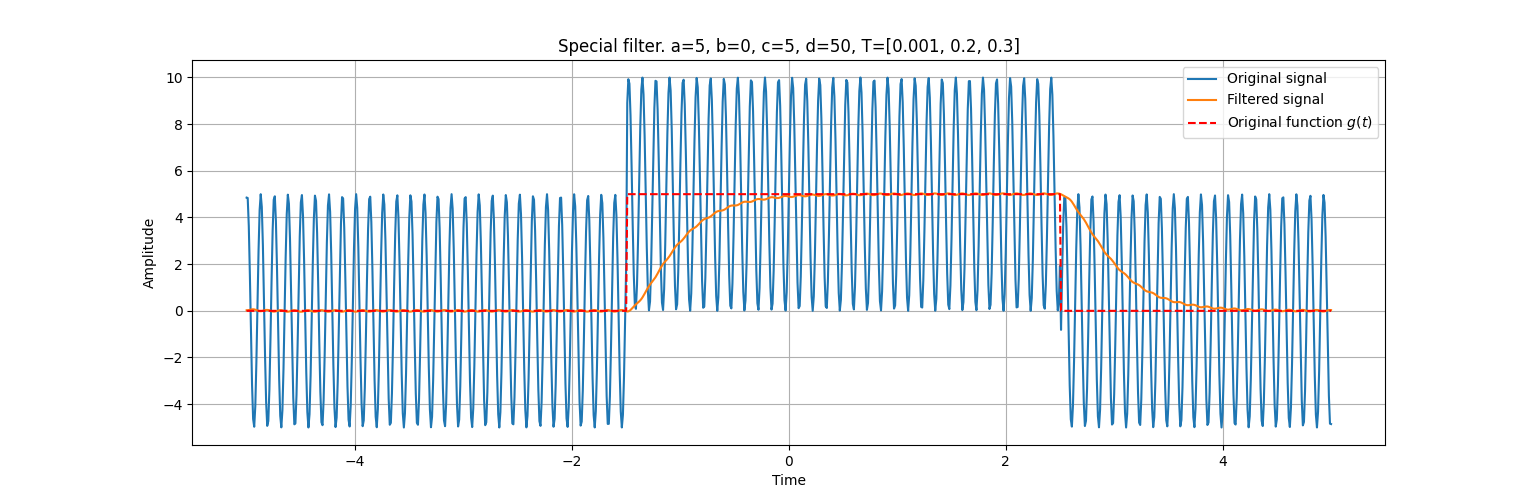 Special filter. a=5, b=0, c=5, d=50, T=[0.001, 0.2, 0.3]
Original signal
Filtered signal
Original function g(t)
Amplitude
10
8
6
4
2
0
−2
−4
−4
−2
0
2
4
Time